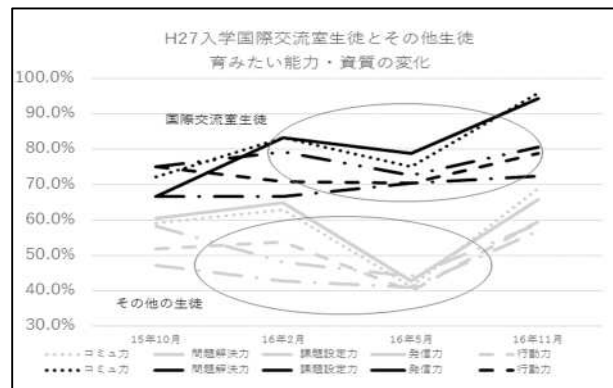 H27入学国際交流室生徒とその他生徒
育みたい能力・資質の変化
100.0%
90.0%
80.0%
70.0%
60.0%
50.0%
40.0%
30.0%
国際交流室生徒
その他の生徒
15年10月 16年2月 16年5月 16年11月
コミュ力 問題解決力 課題設定力 発信力 行動力
コミュ力 問題解決力 課題設定力 発信力 行動力